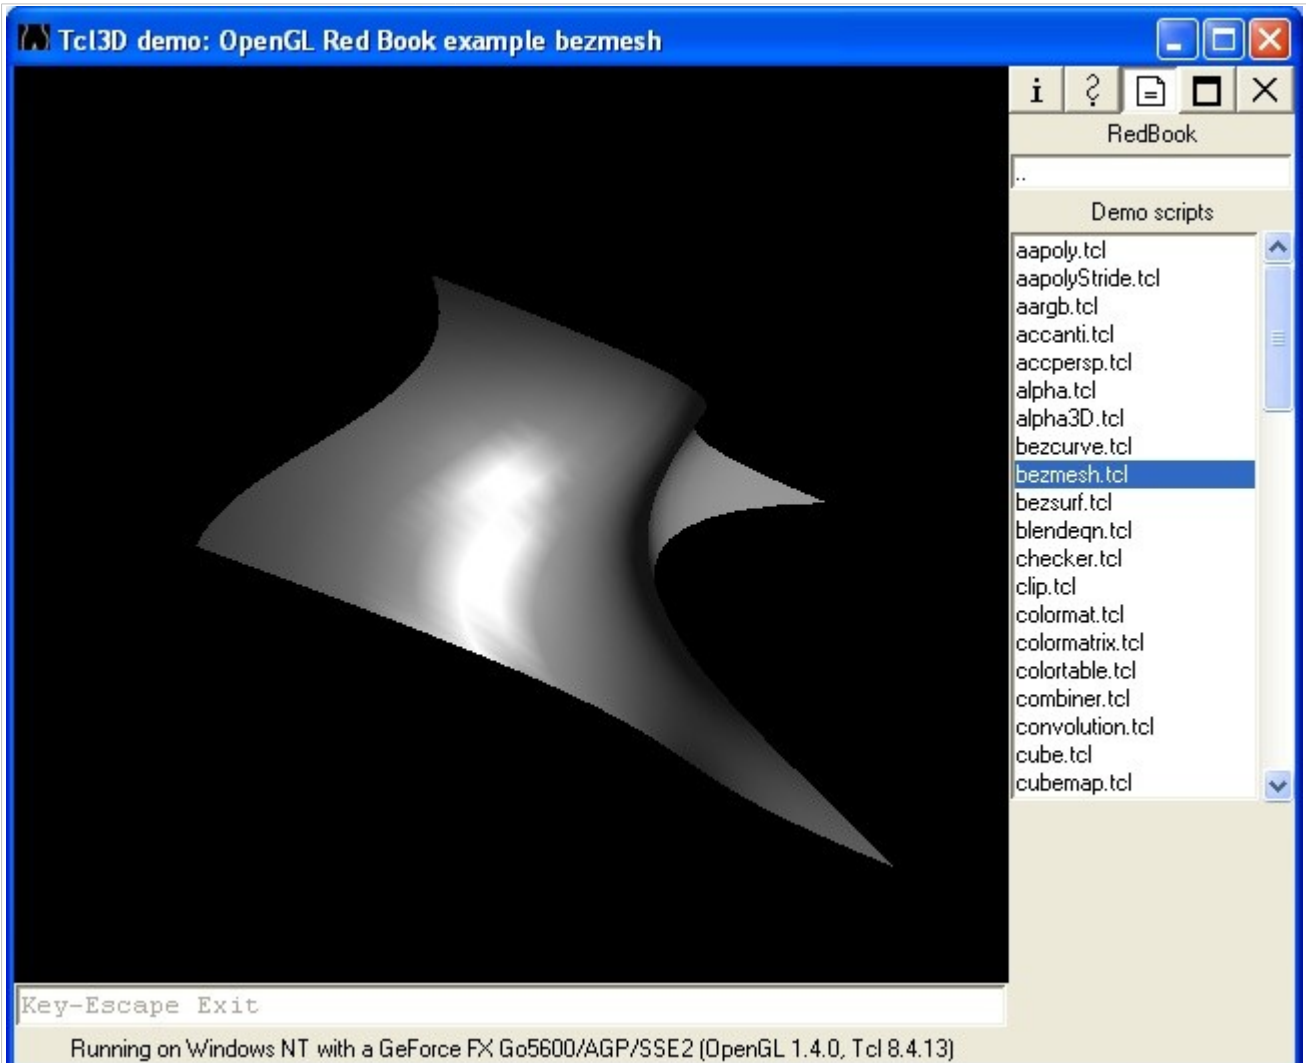 Tcl3D demo: OpenGL Red Book example bezmesh
i ?
RedBook
..
Demo scripts
aapoly.tcl
aapolyStride.tcl
aargb.tcl
accanti.tcl
accpersp.tcl
alpha.tcl
alpha3D.tcl
bezcurve.tcl
bezmesh.tcl
bezsurf.tcl
blendeqn.tcl
checker.tcl
clip.tcl
colormat.tcl
colormatrix.tcl
colortable.tcl
combiner.tcl
convolution.tcl
cube.tcl
cubemap.tcl
Key-Escape Exit
Running on Windows NT with a GeForce FX Go5600/AGP/SSE2 (OpenGL 1.4.0, Tcl 8.4.13)